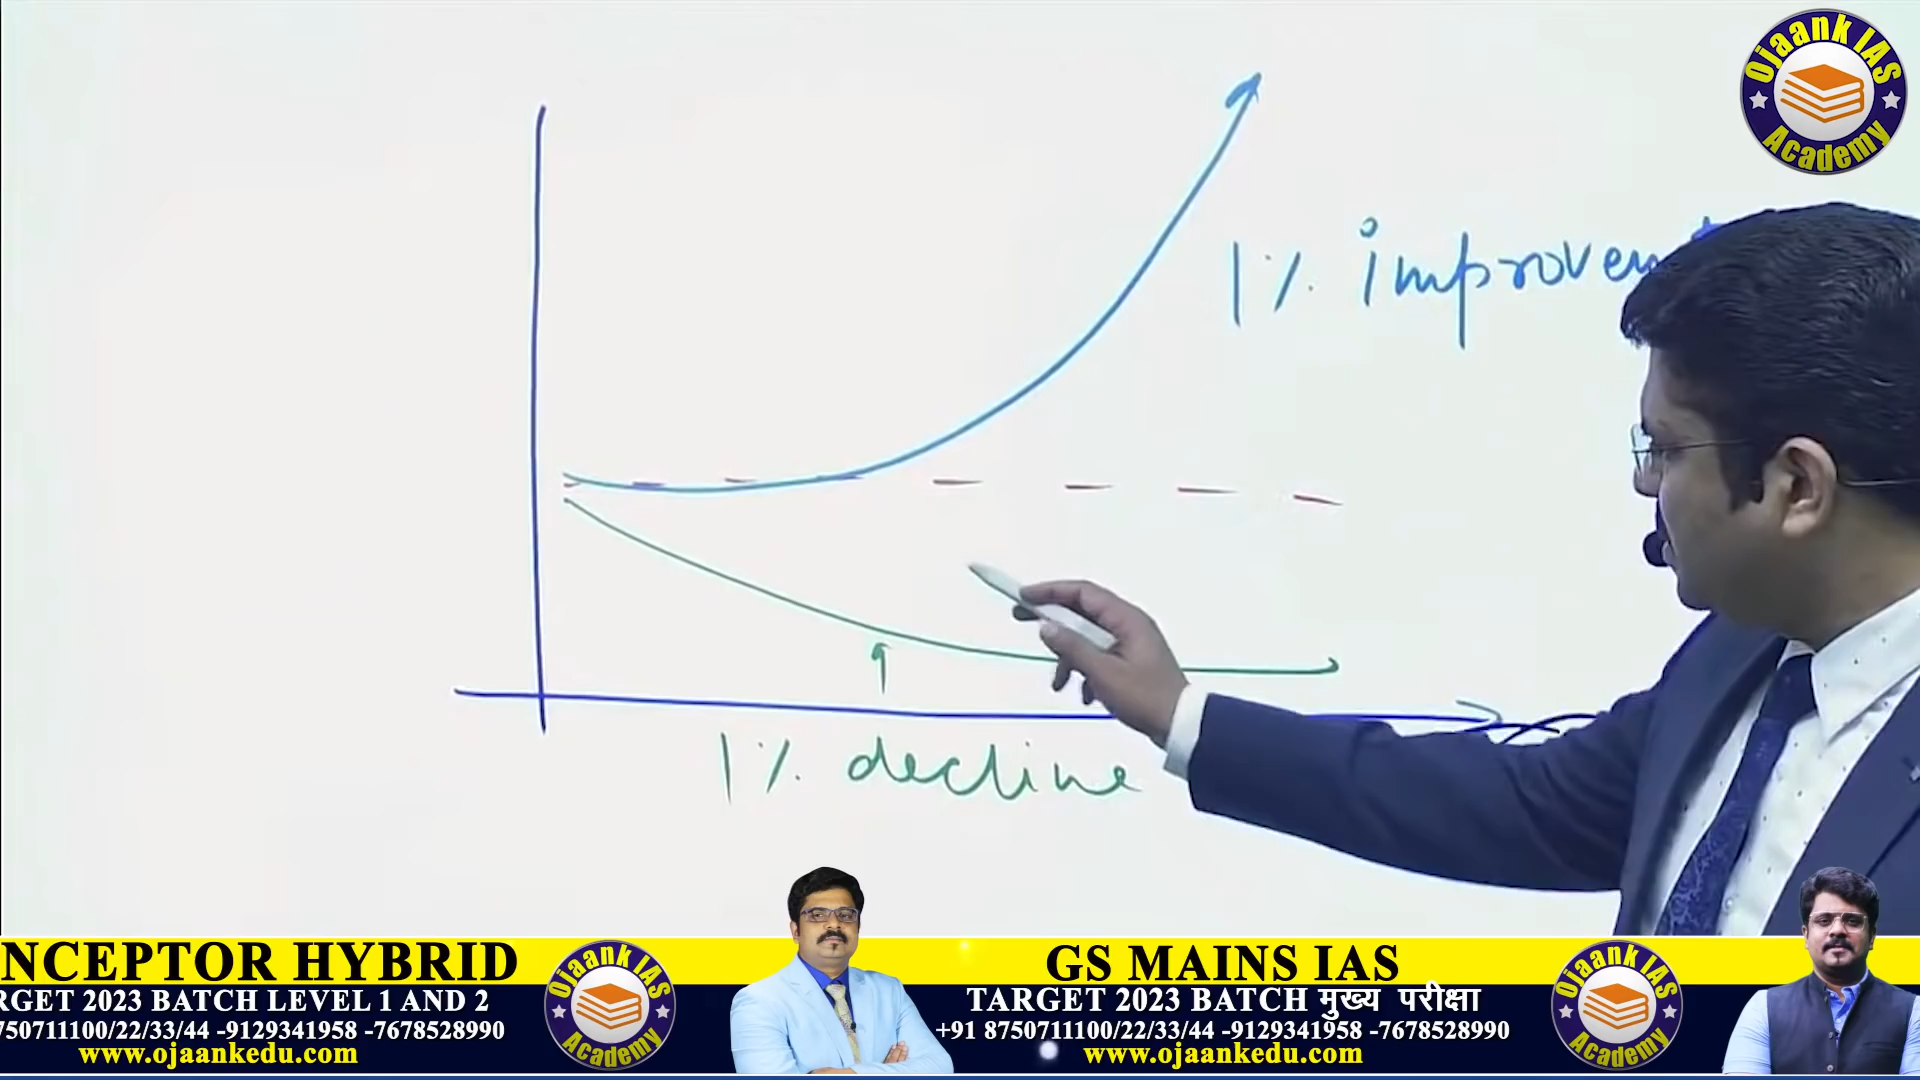 Ojaank IAS Academy
1% improvem
1% decline
NCEPTOR HYBRID
RGET 2023 BATCH LEVEL 1 AND 2
750711100/22/33/44 -9129341958 -7678528990
www.ojaankedu.com
Ojaank IAS Academy
GS MAINS IAS
TARGET 2023 BATCH मुख्य परीक्षा
+91 8750711100/22/33/44 -9129341958 -7678528990
www.ojaankedu.com
Ojaank IAS Academy